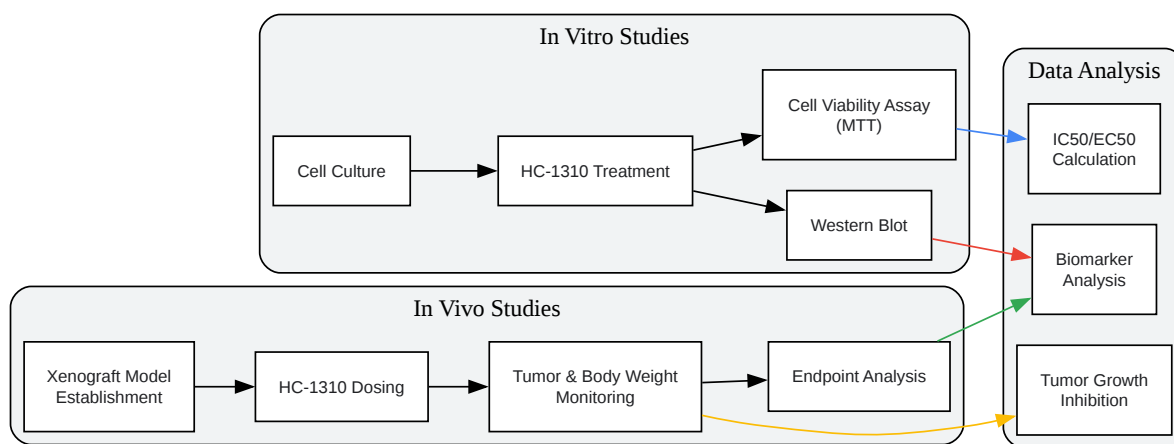 In Vitro Studies
Cell Culture
HC-1310 Treatment
Cell Viability Assay
(MTT)
Western Blot
Data Analysis
IC50/EC50
Calculation
Biomarker
Analysis
Tumor Growth
Inhibition
In Vivo Studies
Xenograft Model
Establishment
HC-1310 Dosing
Tumor & Body Weight
Monitoring
Endpoint Analysis